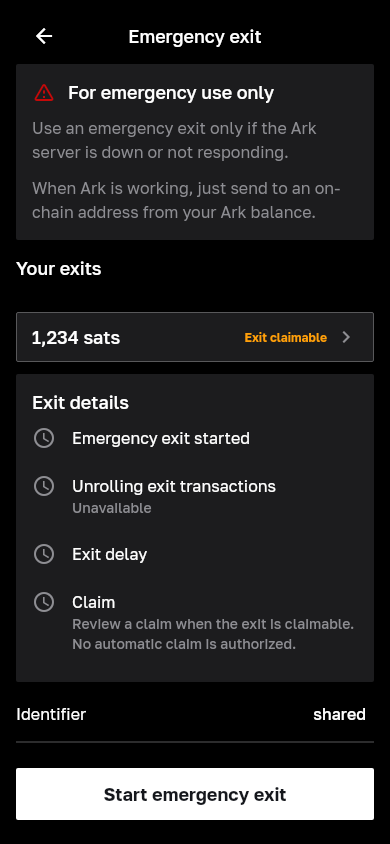 Emergency exit
For emergency use only
Use an emergency exit only if the Ark
server is down or not responding.
When Ark is working, just send to an on-
chain address from your Ark balance.
Your exits
1,234 sats
Exit claimable
Exit details
Emergency exit started
Unrolling exit transactions
Unavailable
Exit delay
Claim
Review a claim when the exit is claimable.
No automatic claim is authorized.
Identifier
shared
Start emergency exit